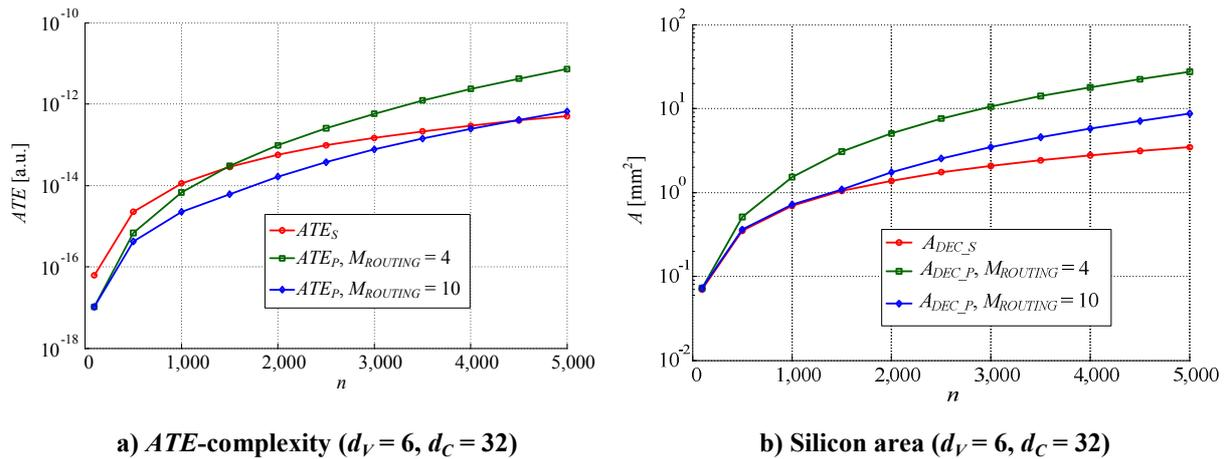 10^-10
10^-12
10^-14
10^-16
10^-18
ATE [a.u.]
0 1,000 2,000 3,000 4,000 5,000
n
ATE_S
ATE_P, M_ROUTING = 4
ATE_P, M_ROUTING = 10
a) ATE-complexity (d_V = 6, d_C = 32)
10^2
10^1
10^0
10^-1
10^-2
A [mm^2]
0 1,000 2,000 3,000 4,000 5,000
n
A_DEC_S
A_DEC_P, M_ROUTING = 4
A_DEC_P, M_ROUTING = 10
b) Silicon area (d_V = 6, d_C = 32)